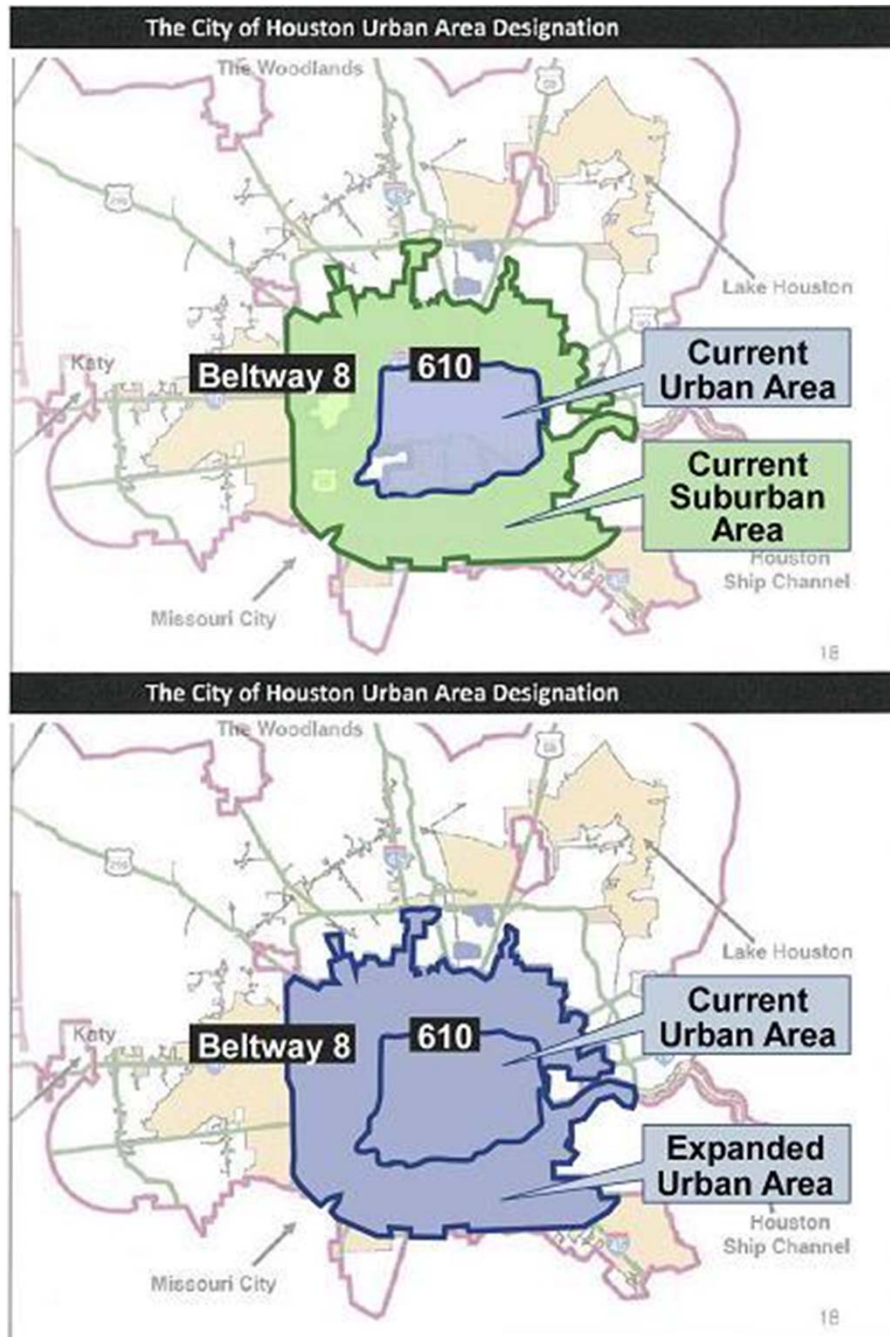 The City of Houston Urban Area Designation
The Woodlands
Lake Houston
Current
Urban Area
610
Katy
Beltway 8
Current
Suburban
Area
Houston
Ship Channel
Missouri City
18
The City of Houston Urban Area Designation
The Woodlands
Lake Houston
Current
Urban Area
610
Katy
Beltway 8
Expanded
Urban Area
Houston
Ship Channel
Missouri City
18